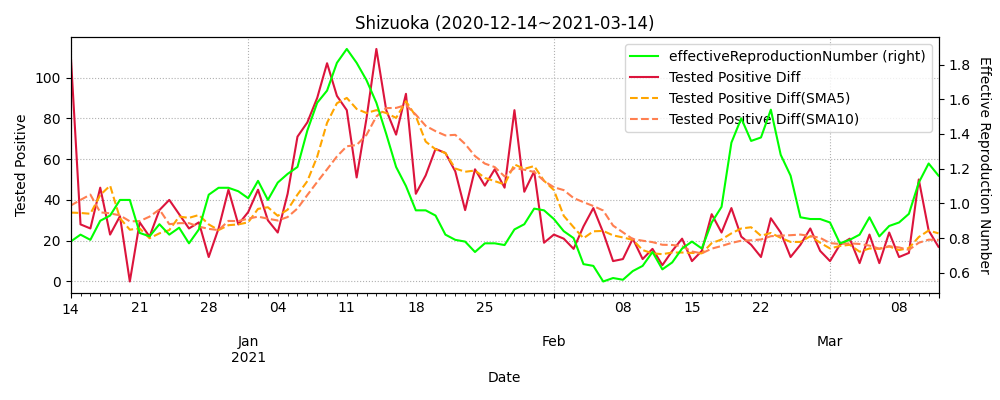 Shizuoka (2020-12-14~2021-03-14)
effectiveReproductionNumber (right)
Tested Positive Diff
Tested Positive Diff(SMA5)
Tested Positive Diff(SMA10)
Tested Positive
100
80
60
40
20
0
1.8
1.6
1.4
1.2
1.0
0.8
0.6
Effective Reproduction Number
14 21 28 04 11 18 25 08 15 22 08
Jan Feb Mar
2021
Date